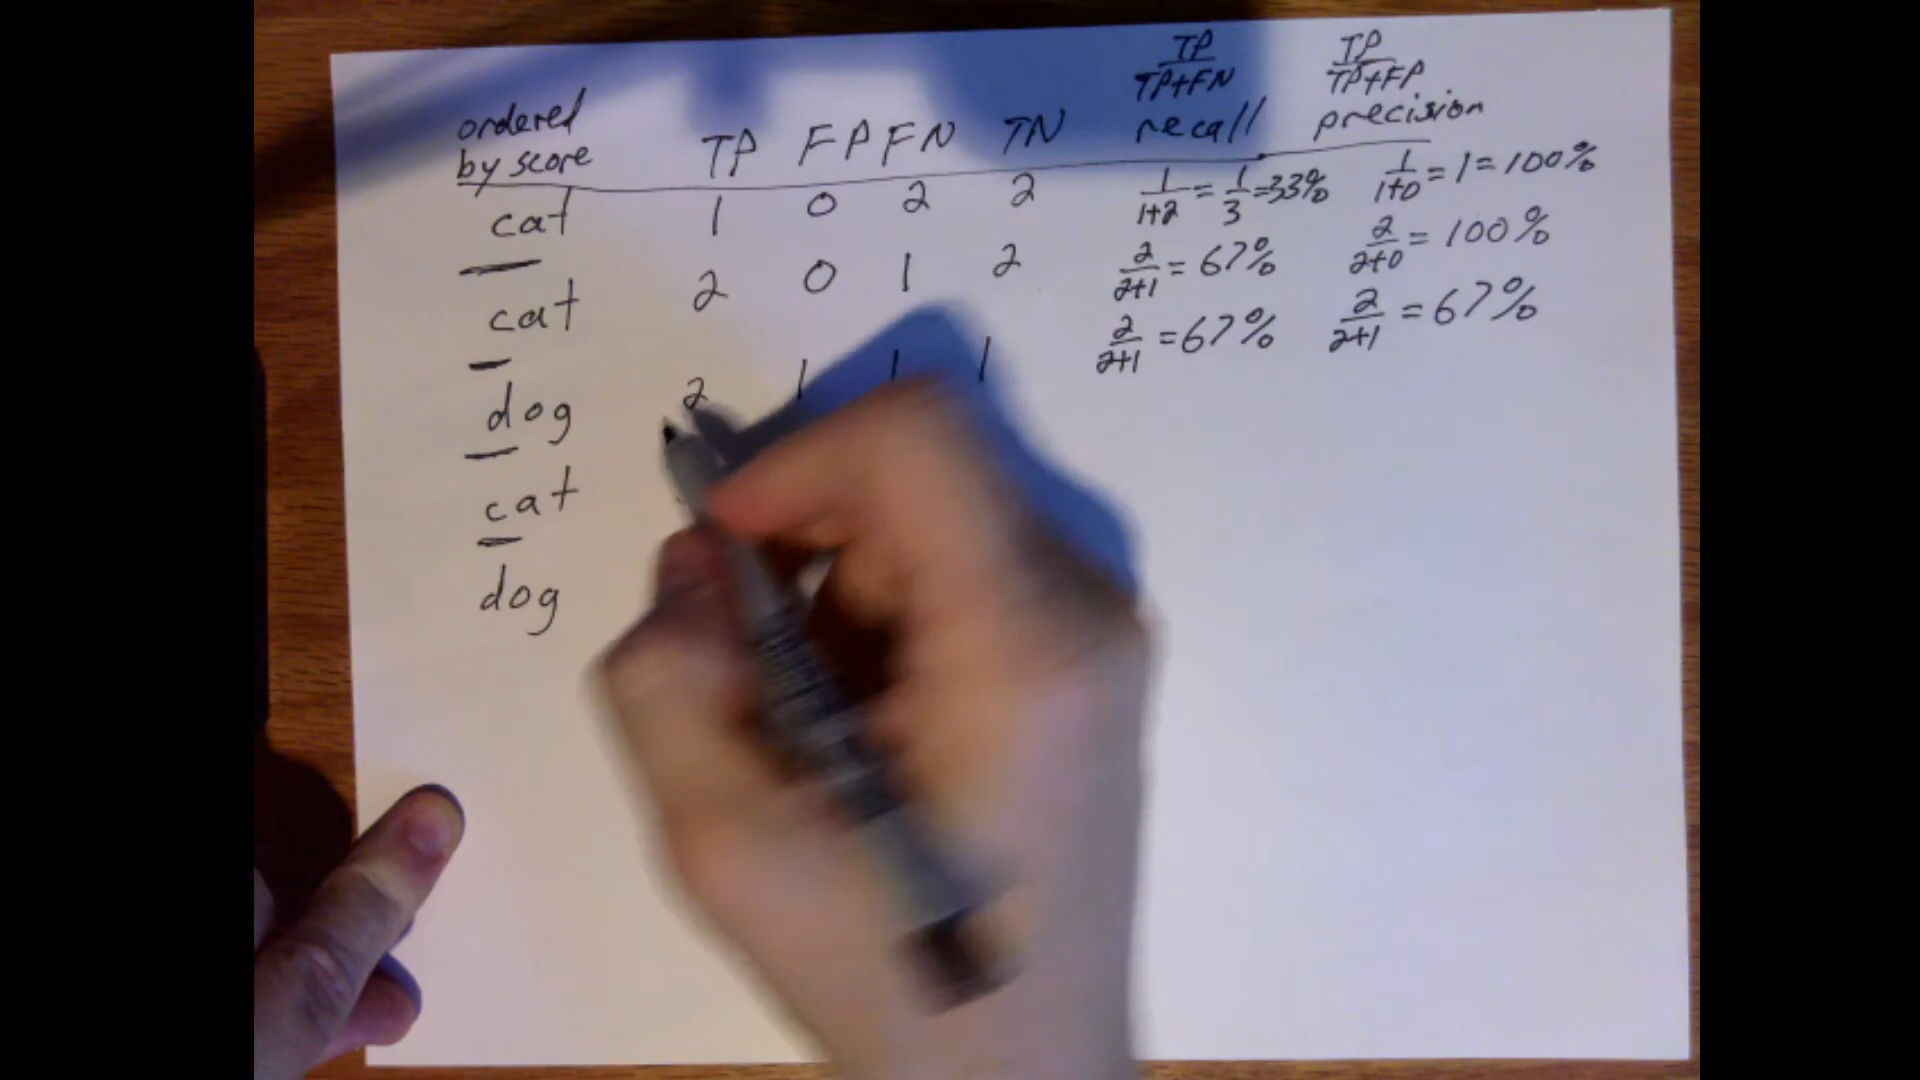 TP TP
TP+FN TP+FP
ordered
by score TP FP FN TN recall precision
cat 1 0 2 2 1/1+2 = 1/3 = 33% 1/1+0 = 1 = 100%
cat 2 0 1 2 2/2+1 = 67% 2/2+0 = 100%
dog 2 1 1 1 2/2+1 = 67% 2/2+1 = 67%
cat
dog